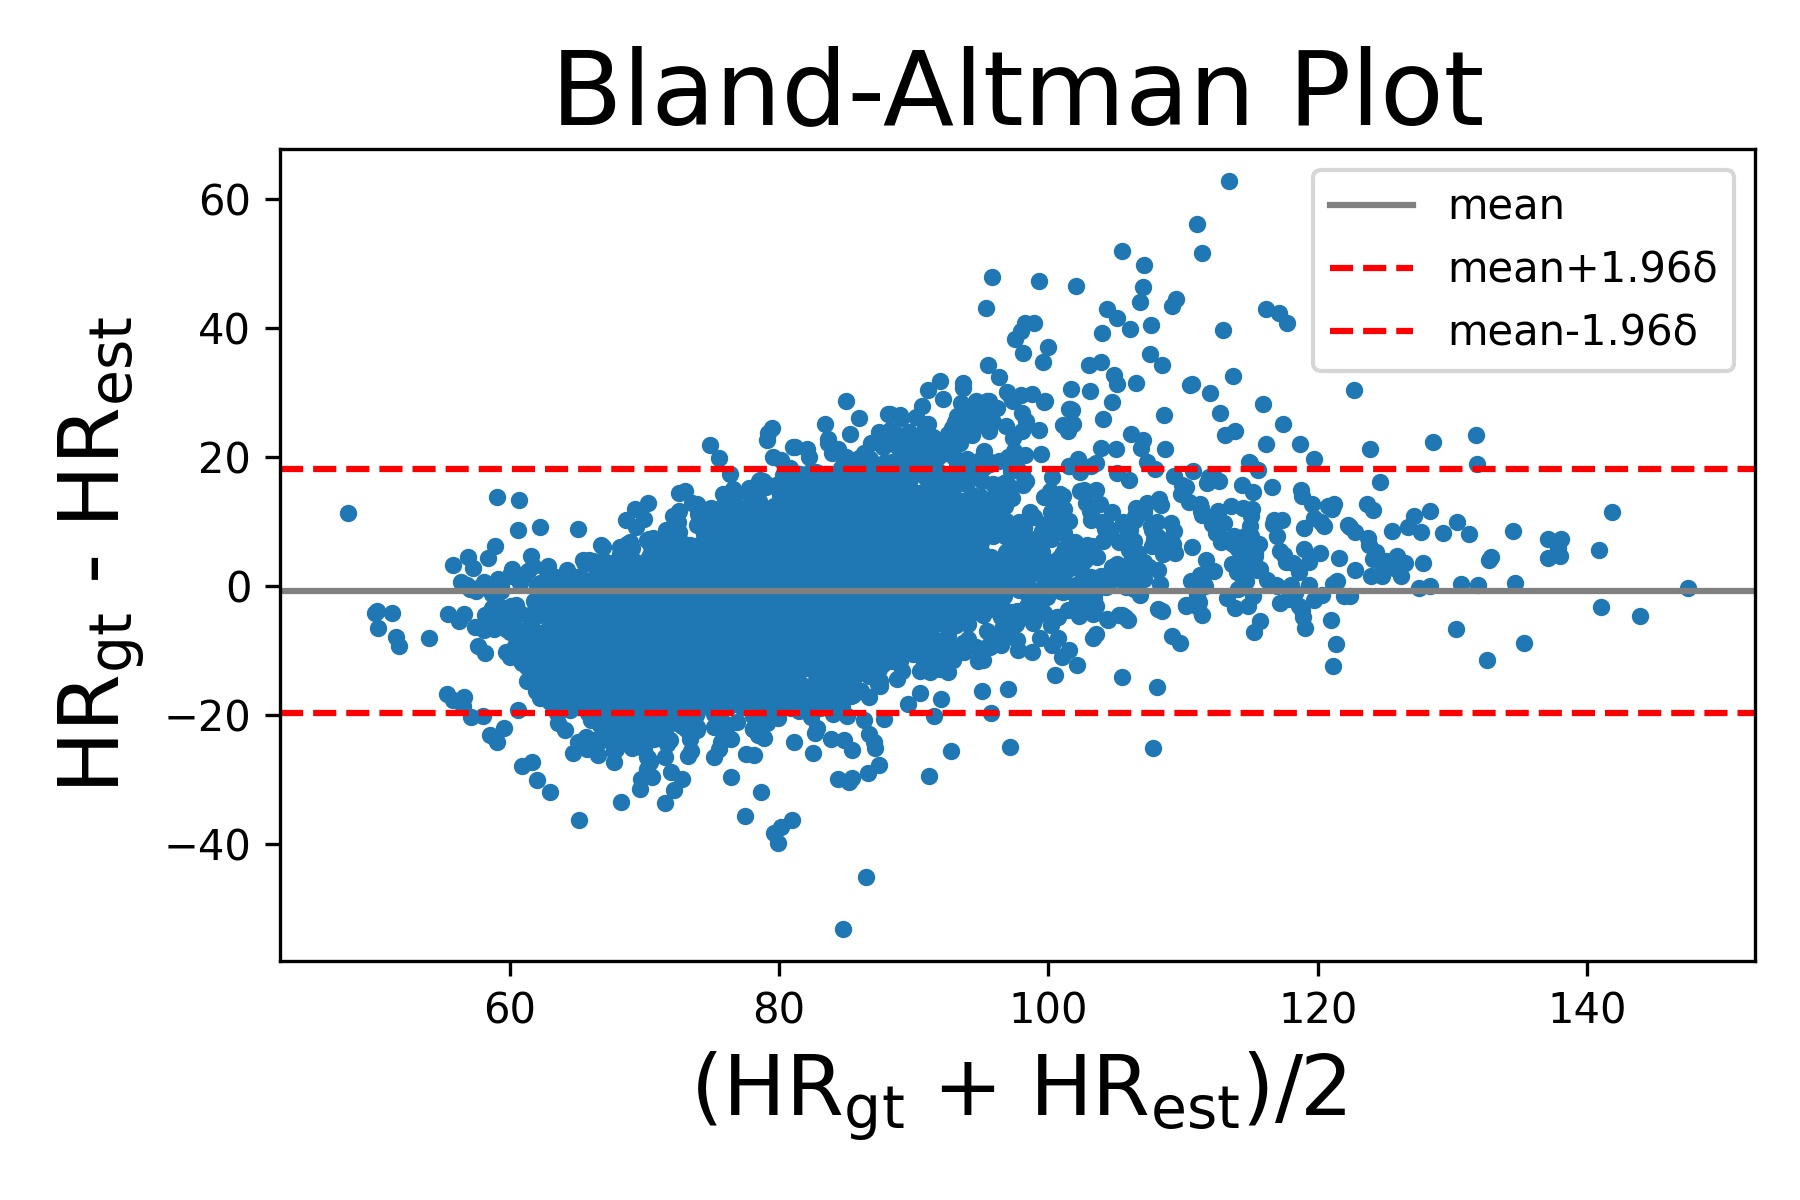 Bland-Altman Plot
HRgt - HRest
60
40
20
0
−20
−40
mean
mean+1.96δ
mean-1.96δ
60 80 100 120 140
(HRgt + HRest)/2